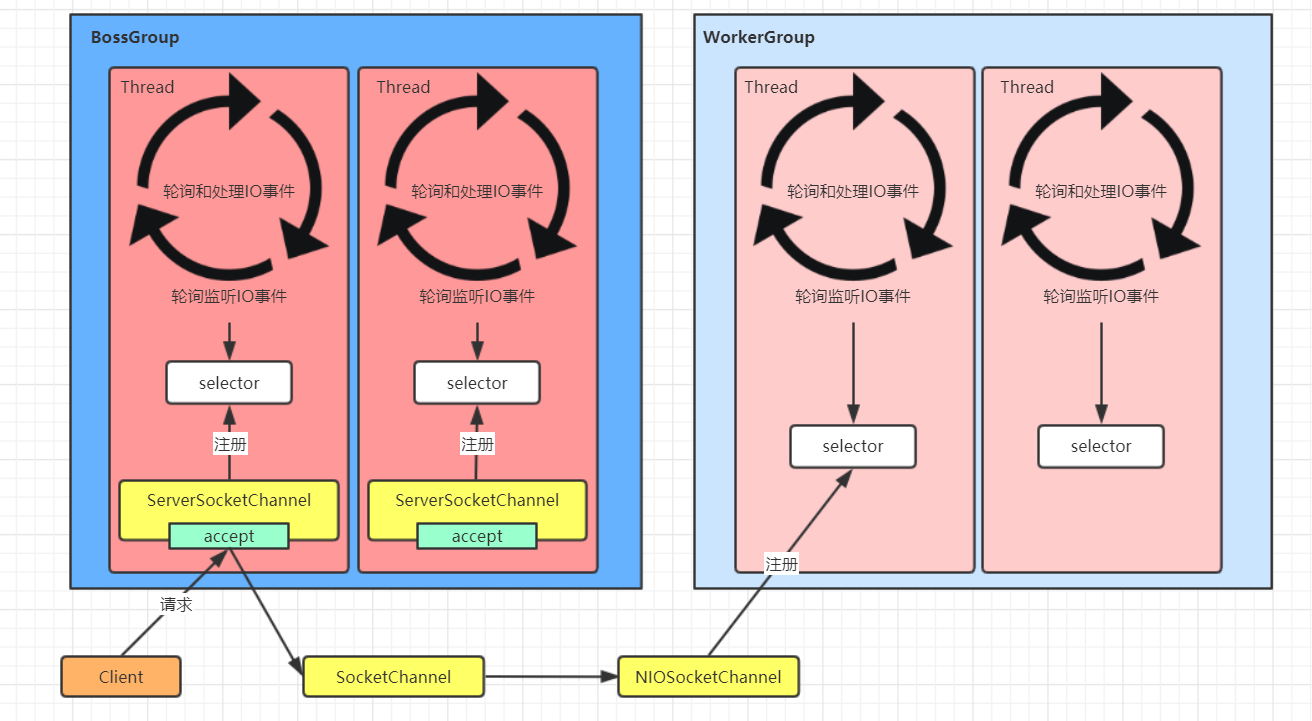 BossGroup
Thread
轮询和处理IO事件
轮询监听IO事件
selector
注册
ServerSocketChannel
accept
Thread
轮询和处理IO事件
轮询监听IO事件
selector
注册
ServerSocketChannel
accept
WorkerGroup
Thread
轮询和处理IO事件
轮询监听IO事件
selector
Thread
轮询和处理IO事件
轮询监听IO事件
selector
注册
请求
Client
SocketChannel
NIOSocketChannel